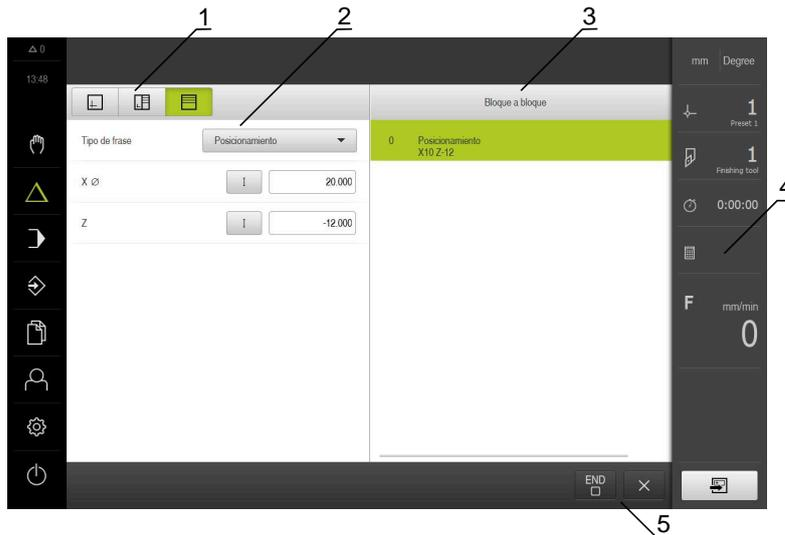 1
2
3
0
13:48
mm Degree
Bloque a bloque
1
Preset 1
Tipo de frase Posicionamiento
0 Posicionamiento
X10 Z-12
1
Finishing tool
X Ø I 20.000
4
0:00:00
Z I -12.000
F mm/min
0
END
5